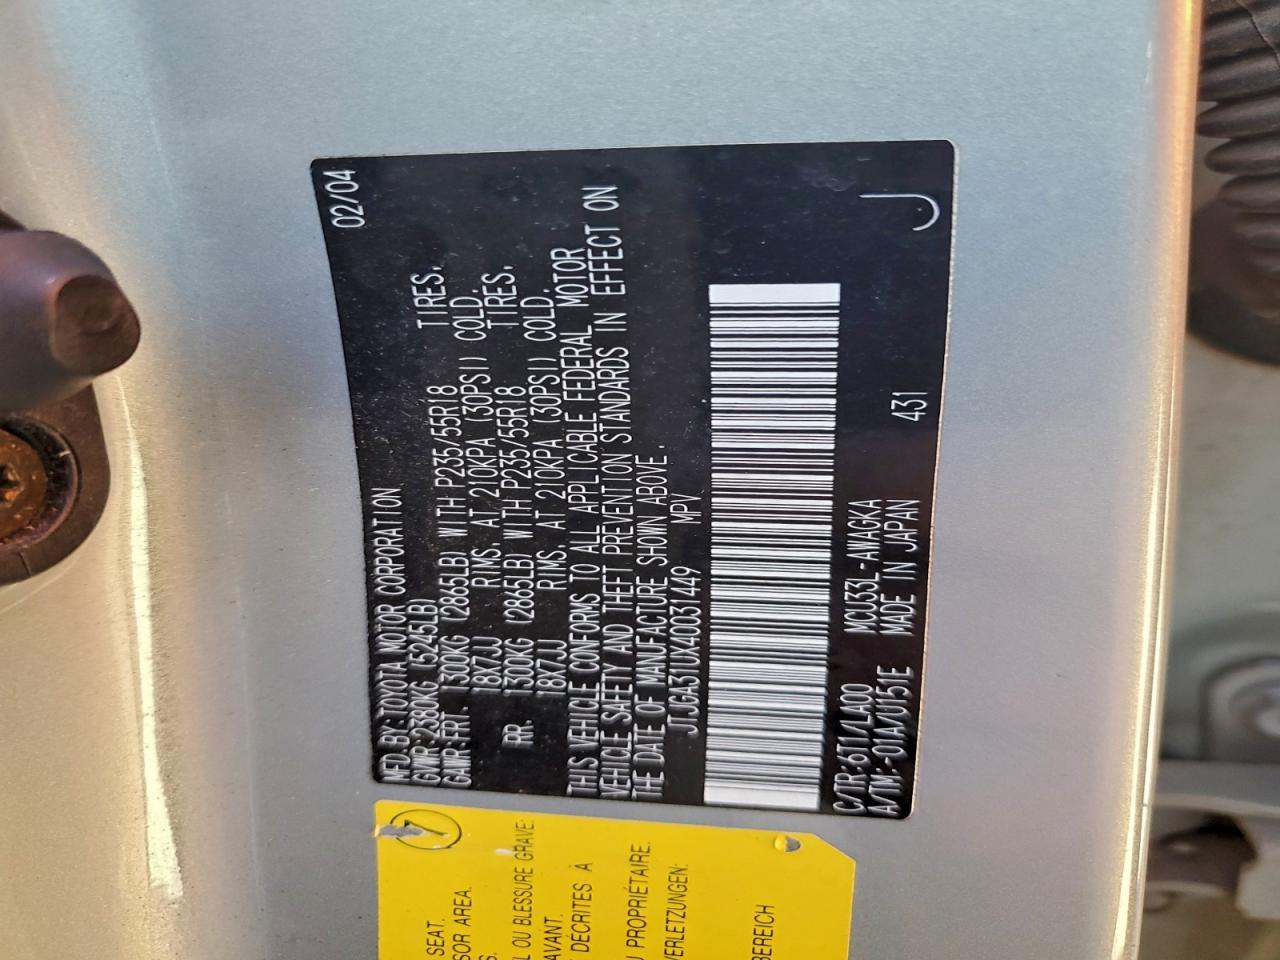 02/04
MFD. BY: TOYOTA MOTOR CORPORATION
GVWR: 2380KG (5245LB)
GAWR: FRT. 1300KG (2865LB) WITH P235/55R18 TIRES,
18X7JJ RIMS, AT 210KPA (30PSI) COLD.
RR. 1300KG (2865LB) WITH P235/55R18 TIRES,
18X7JJ RIMS, AT 210KPA (30PSI) COLD.
THIS VEHICLE CONFORMS TO ALL APPLICABLE FEDERAL MOTOR
VEHICLE SAFETY AND THEFT PREVENTION STANDARDS IN EFFECT ON
THE DATE OF MANUFACTURE SHOWN ABOVE.
JTJGA31UX40031449 MPV
C/TR:6T7/LA00 MCU33L-AWAGKA
A/TM:-01A/U151E MADE IN JAPAN 431 J
SEAT.
SOR AREA.
S.
L OU BLESSURE GRAVE:
AVANT.
DÉCRITES À
U PROPRIÉTAIRE.
VERLETZUNGEN:
BEREICH